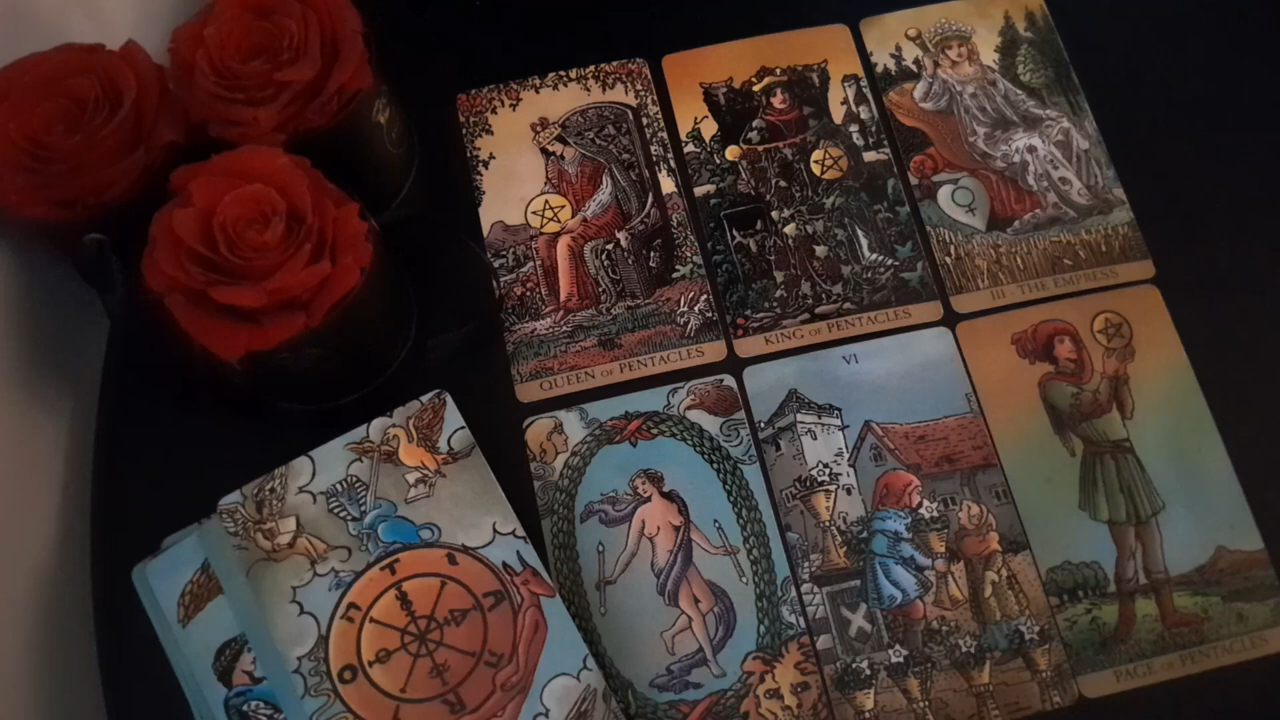 QUEEN OF PENTACLES
KING OF PENTACLES
III - THE EMPRESS
VI
PAGE OF PENTACLES